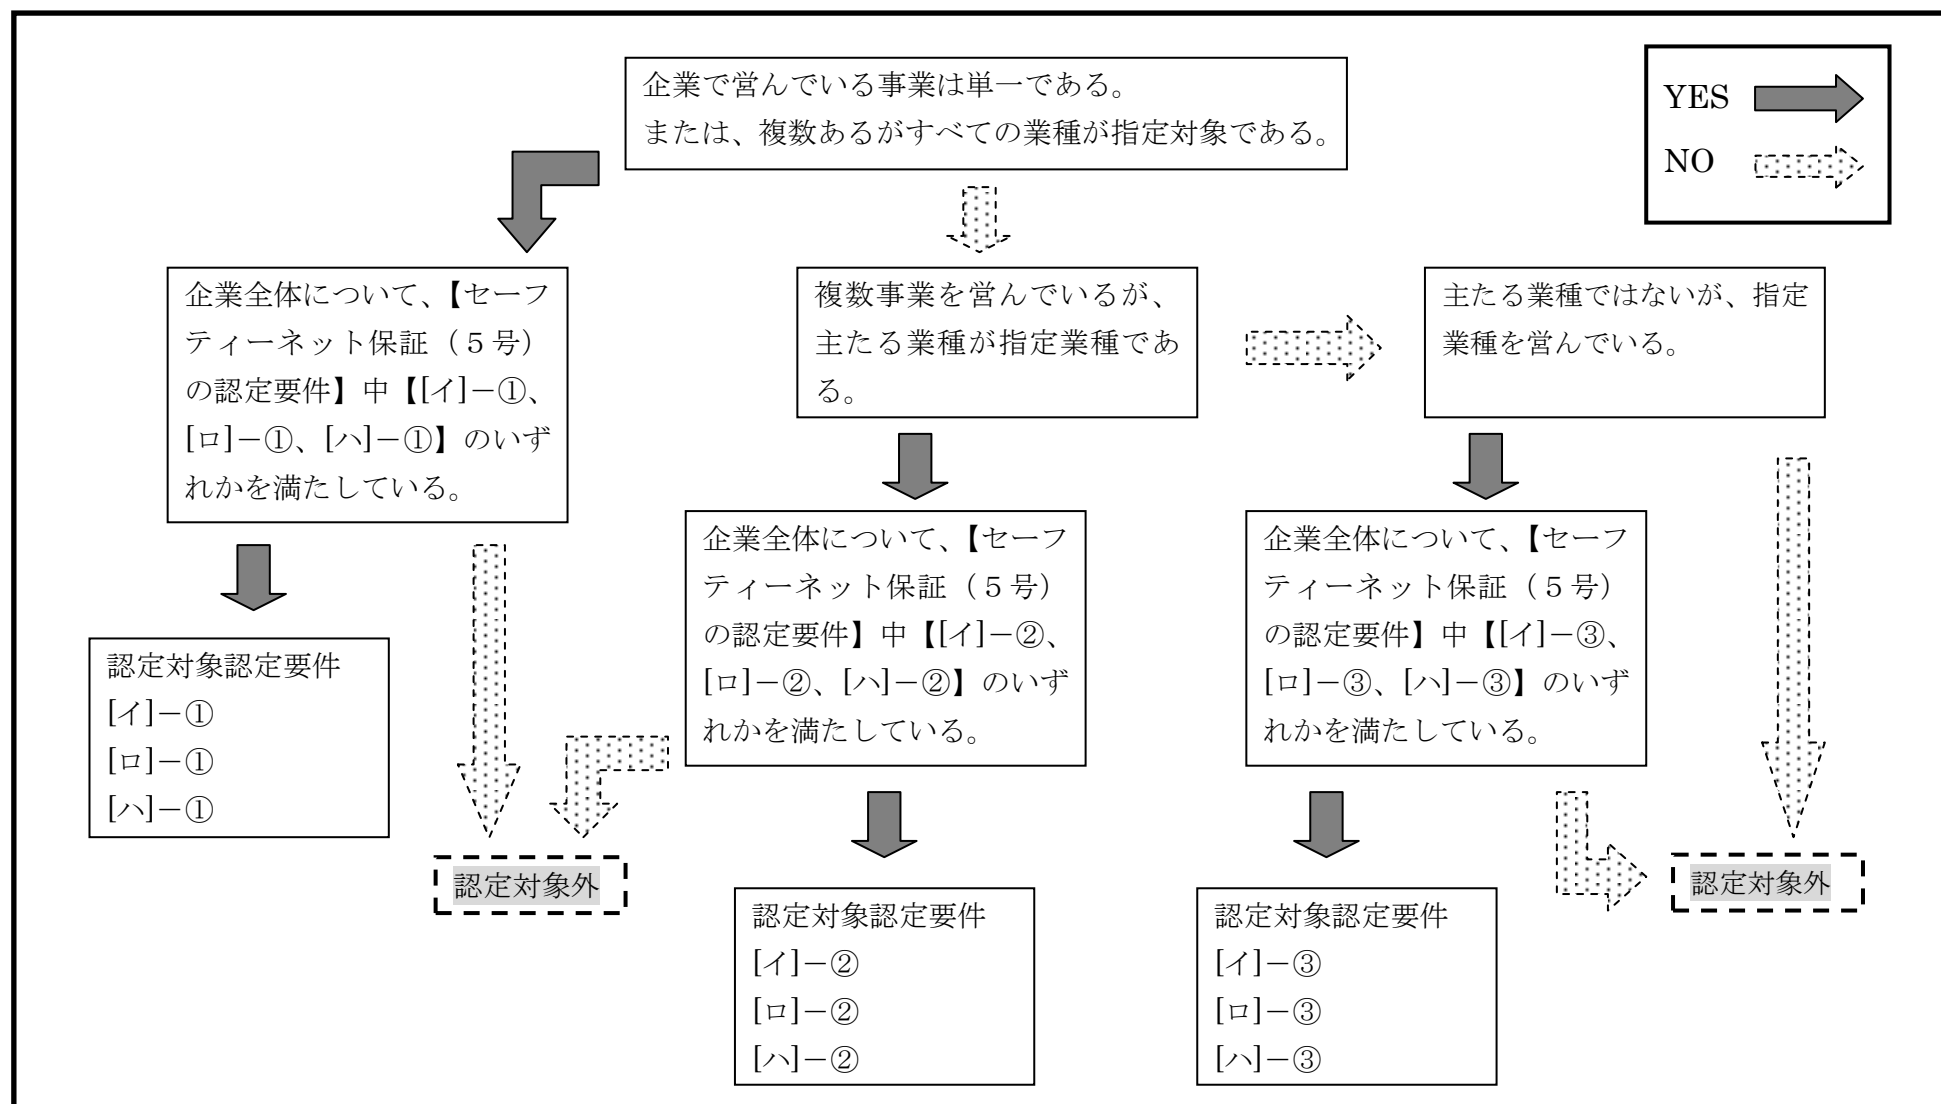 企業で営んでいる事業は単一である。
または、複数あるがすべての業種が指定対象である。
YES
NO
企業全体について、【セーフ
ティーネット保証（５号）
の認定要件】中【[イ]－①、
[ロ]－①、[ハ]－①】のいず
れかを満たしている。
複数事業を営んでいるが、
主たる業種が指定業種であ
る。
主たる業種ではないが、指定
業種を営んでいる。
企業全体について、【セーフ
ティーネット保証（５号）
の認定要件】中【[イ]－②、
[ロ]－②、[ハ]－②】のいず
れかを満たしている。
企業全体について、【セーフ
ティーネット保証（５号）
の認定要件】中【[イ]－③、
[ロ]－③、[ハ]－③】のいず
れかを満たしている。
認定対象認定要件
[イ]－①
[ロ]－①
[ハ]－①
認定対象外
認定対象認定要件
[イ]－②
[ロ]－②
[ハ]－②
認定対象認定要件
[イ]－③
[ロ]－③
[ハ]－③
認定対象外